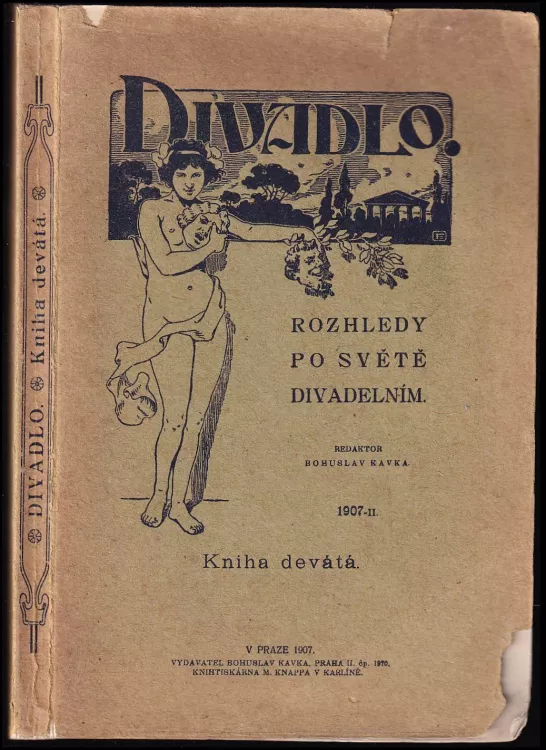 DIVADLO. Kniha devátá.
DIVADLO.
ROZHLEDY
PO SVĚTĚ
DIVADELNÍM.
REDAKTOR
BOHUSLAV KAVKA.
1907-II.
Kniha devátá.
V PRAZE 1907.
VYDAVATEL BOHUSLAV KAVKA, PRAHA II. čp. 1970.
KNIHTISKÁRNA M. KNAPPA V KARLÍNĚ.